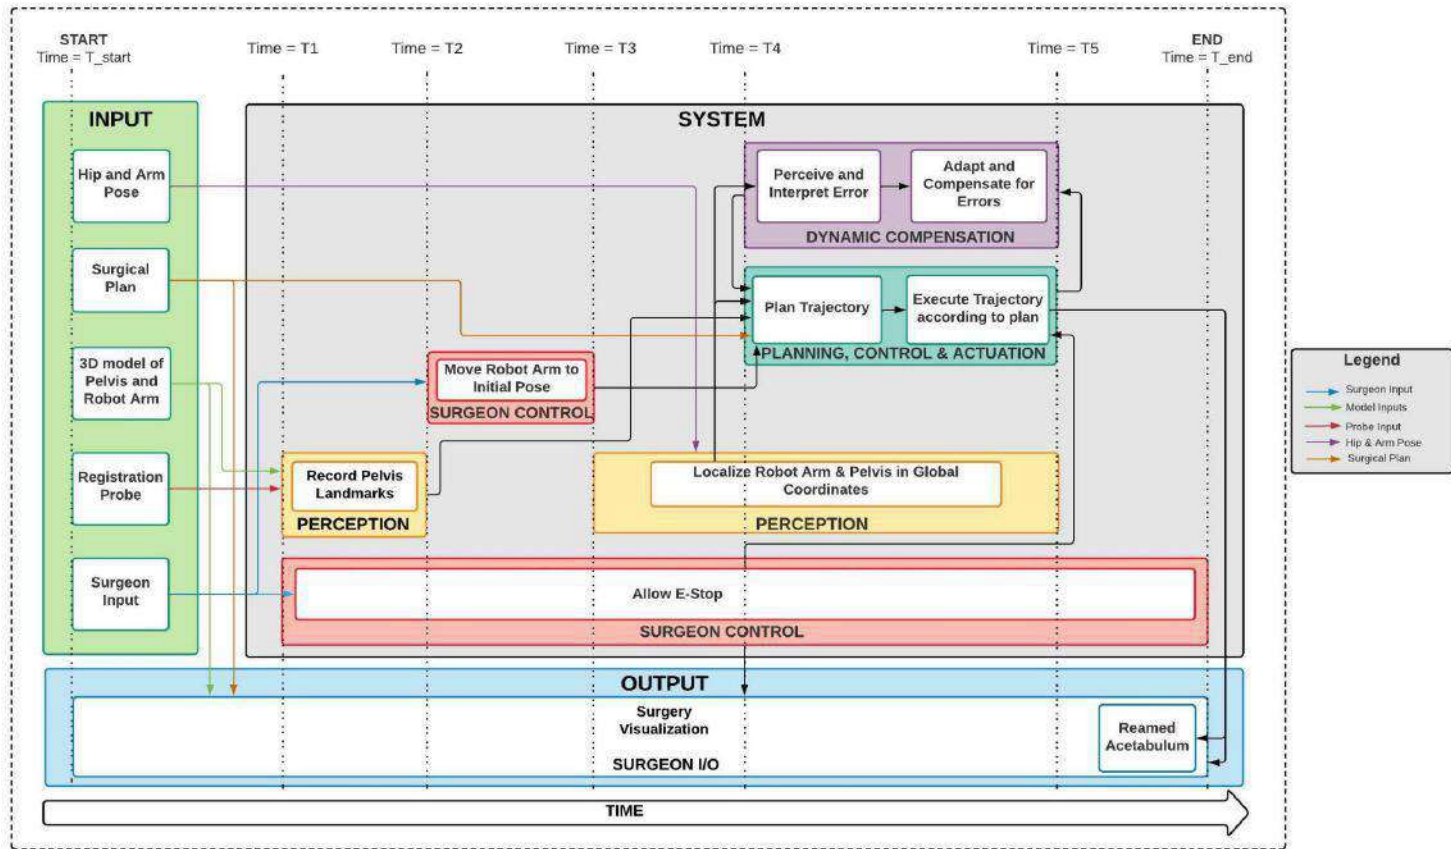 START
Time = T_start
Time = T1
Time = T2
Time = T3
Time = T4
Time = T5
END
Time = T_end
INPUT
Hip and Arm
Pose
Surgical
Plan
3D model of
Pelvis and
Robot Arm
Registration
Probe
Surgeon
Input
SYSTEM
Perceive and
Interpret Error
Adapt and
Compensate for
Errors
DYNAMIC COMPENSATION
Plan Trajectory
Execute Trajectory
according to plan
PLANNING, CONTROL & ACTUATION
Move Robot Arm to
Initial Pose
SURGEON CONTROL
Record Pelvis
Landmarks
PERCEPTION
Localize Robot Arm & Pelvis in Global
Coordinates
PERCEPTION
Allow E-Stop
SURGEON CONTROL
OUTPUT
Surgery
Visualization
SURGEON I/O
Reamed
Acetabulum
TIME
Legend
Surgeon Input
Model Inputs
Probe Input
Hip & Arm Pose
Surgical Plan